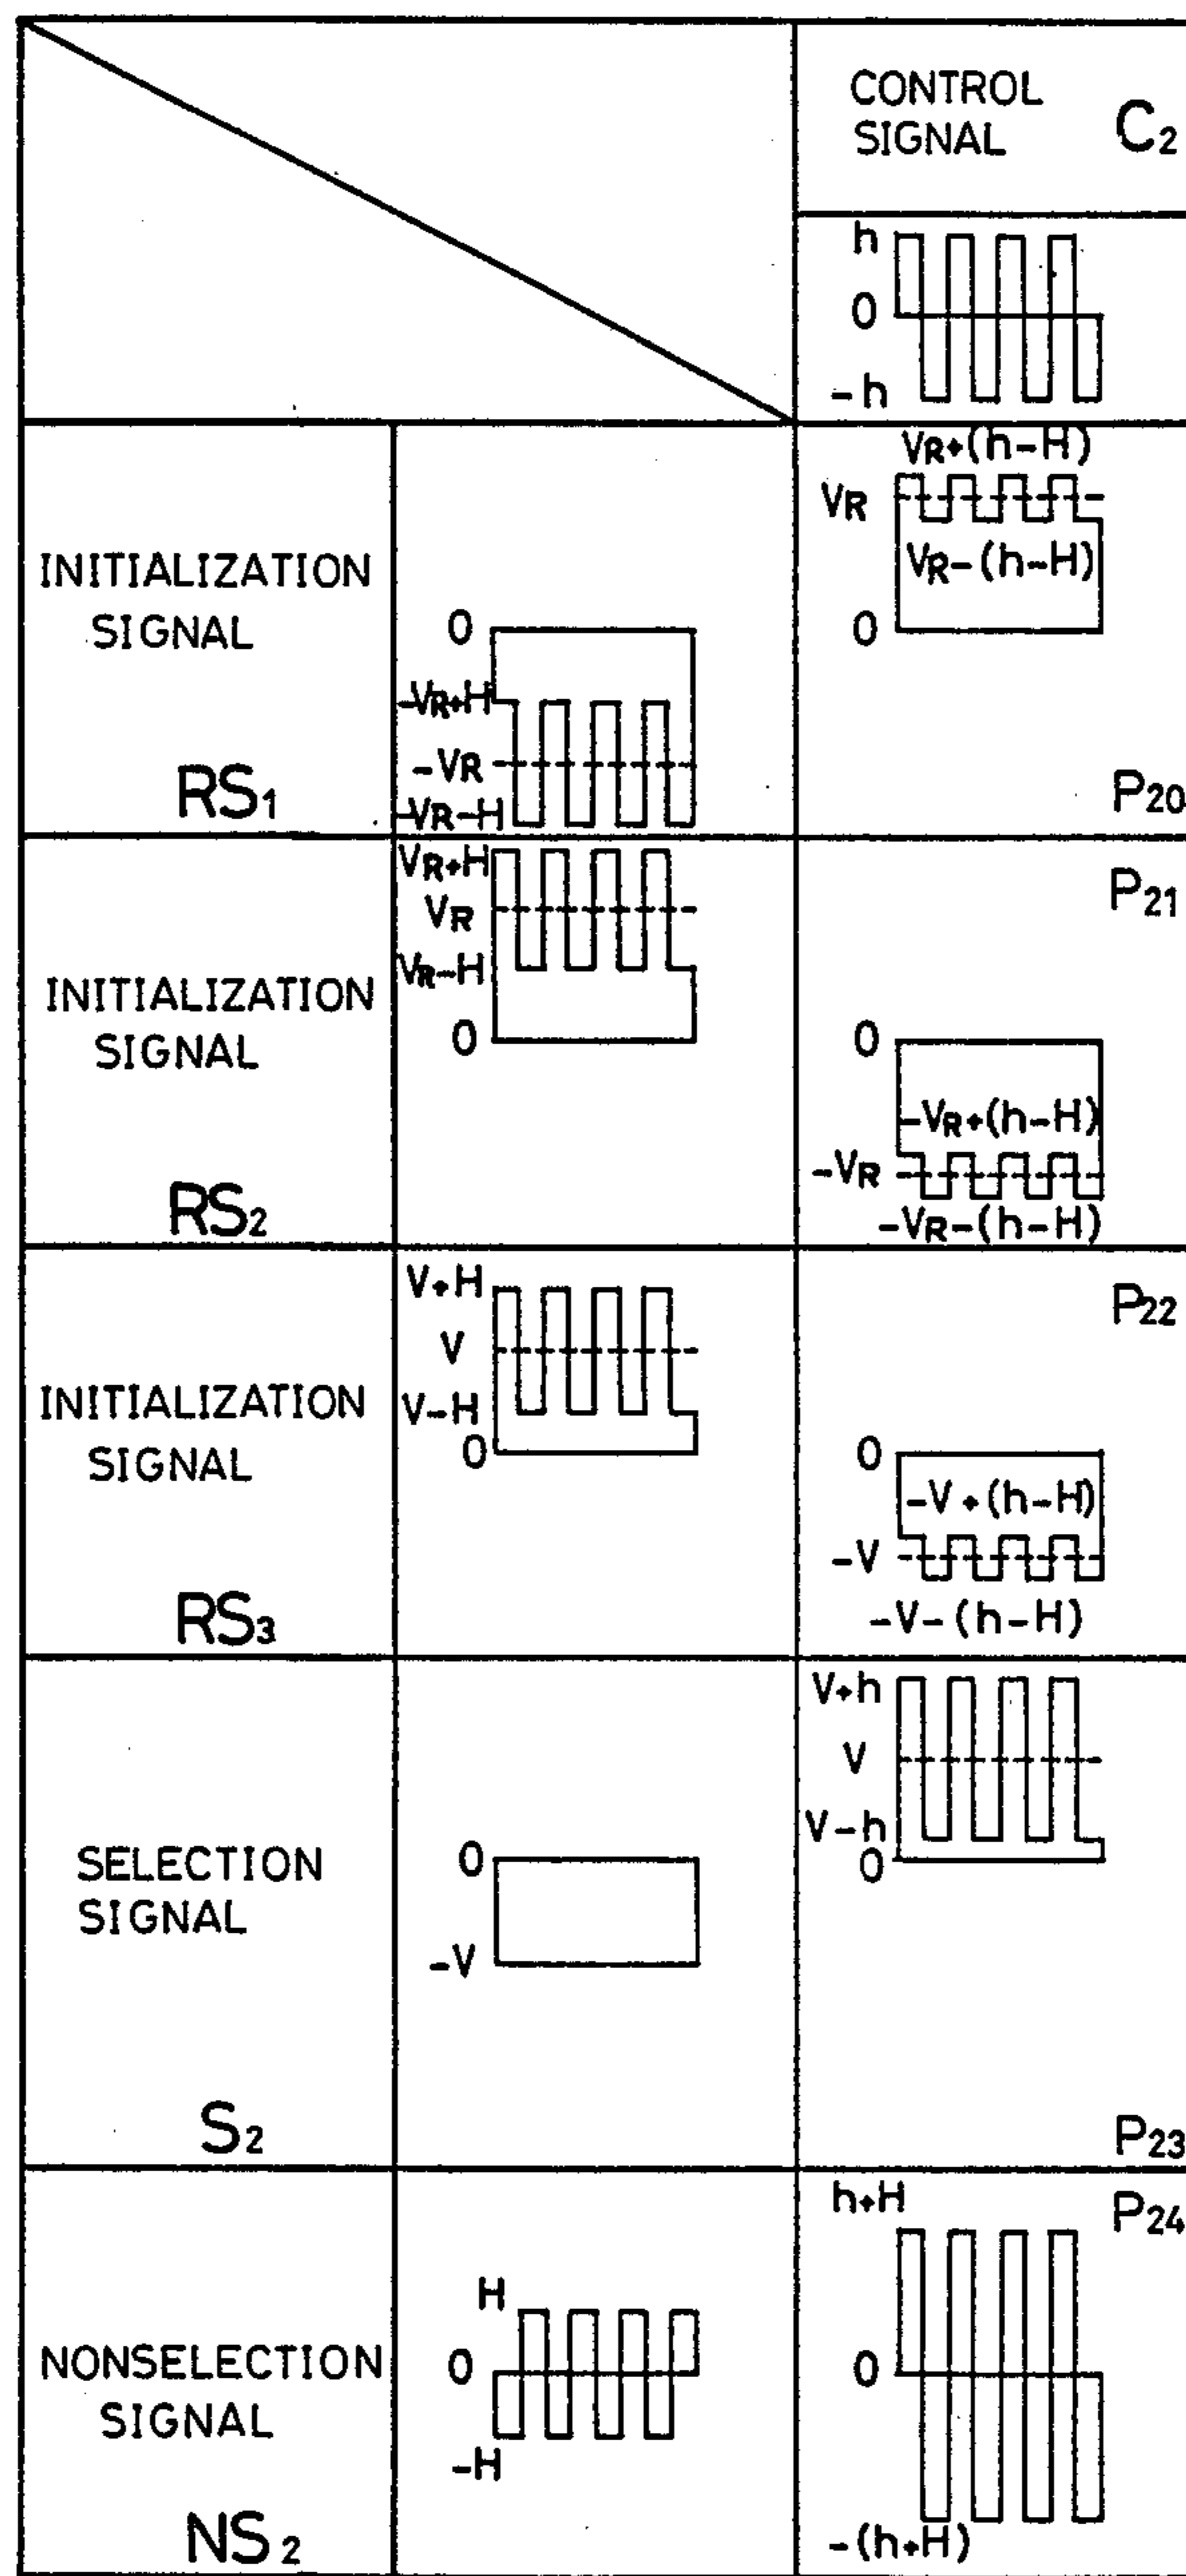 CONTROL
SIGNAL C2
h
0
-h
INITIALIZATION
SIGNAL
RS1
0
-VR+H
-VR
-VR-H
VR+(h-H)
VR
VR-(h-H)
0
P20
INITIALIZATION
SIGNAL
RS2
VR+H
VR
VR-H
0
P21
0
-VR+(h-H)
-VR
-VR-(h-H)
INITIALIZATION
SIGNAL
RS3
V+H
V
V-H
0
P22
0
-V+(h-H)
-V
-V-(h-H)
SELECTION
SIGNAL
S2
0
-V
V+h
V
V-h
0
P23
NONSELECTION
SIGNAL
NS2
H
0
-H
h+H
P24
0
-(h+H)